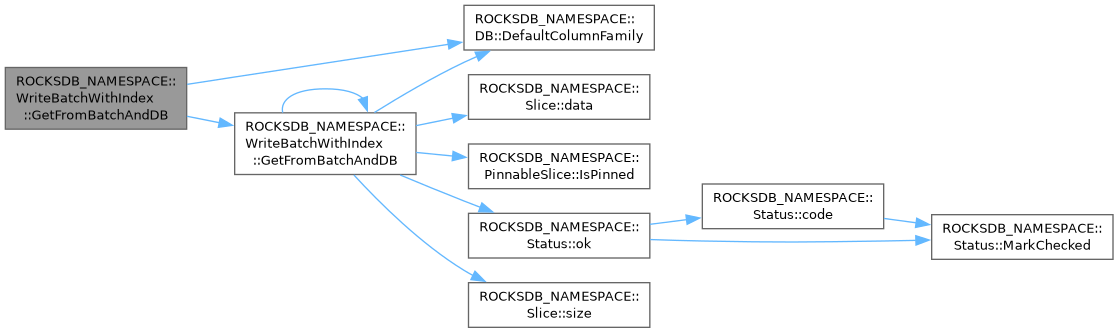 ROCKSDB_NAMESPACE::
WriteBatchWithIndex
::GetFromBatchAndDB
ROCKSDB_NAMESPACE::
WriteBatchWithIndex
::GetFromBatchAndDB
ROCKSDB_NAMESPACE::
DB::DefaultColumnFamily
ROCKSDB_NAMESPACE::
Slice::data
ROCKSDB_NAMESPACE::
PinnableSlice::IsPinned
ROCKSDB_NAMESPACE::
Status::ok
ROCKSDB_NAMESPACE::
Slice::size
ROCKSDB_NAMESPACE::
Status::code
ROCKSDB_NAMESPACE::
Status::MarkChecked